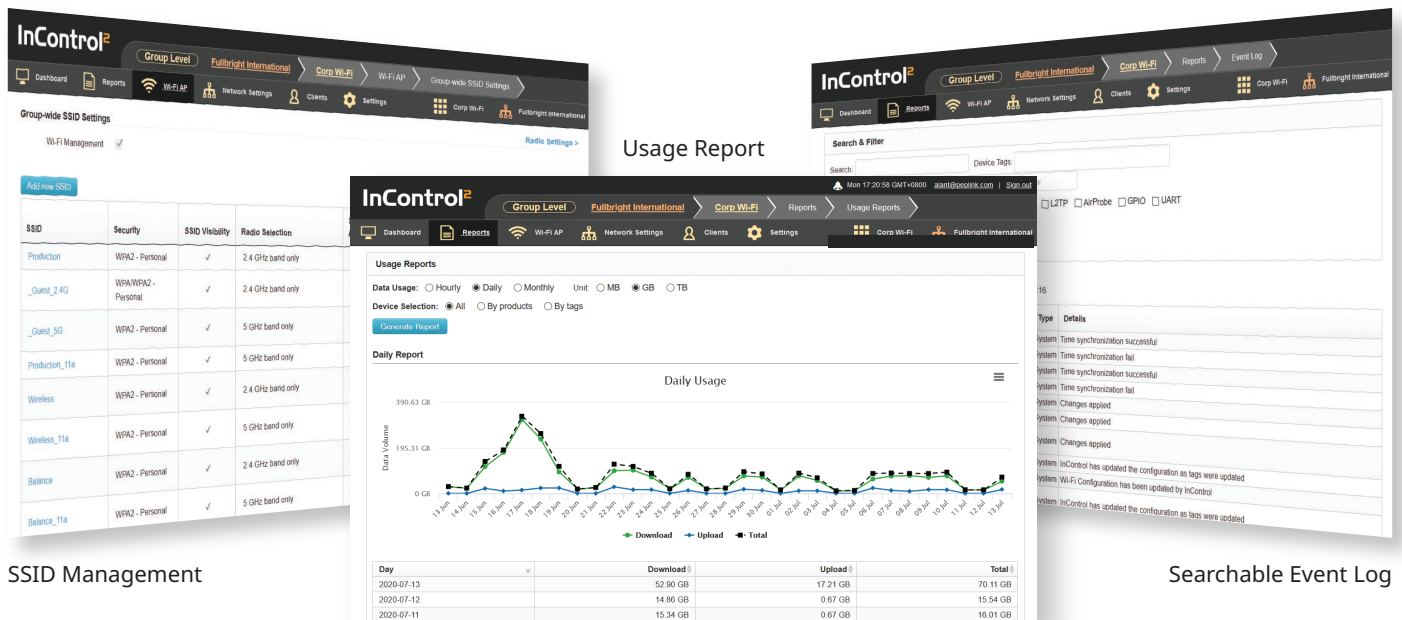 InControl²
Group Level Fullbright International Corp Wi-Fi Wi-Fi AP Group-wide SSID Settings
Dashboard Reports Wi-Fi AP Network Settings Clients Settings Corp Wi-Fi Fullbright International
Group-wide SSID Settings
Wi-Fi Management
Radio Settings >
Add new SSID
SSID Security SSID Visibility Radio Selection
Production WPA2 - Personal ✓ 2.4 GHz band only
_Guest_2.4G WPA/WPA2 - Personal ✓ 2.4 GHz band only
_Guest_5G WPA2 - Personal ✓ 5 GHz band only
Production_11a WPA2 - Personal ✓ 5 GHz band only
Wireless WPA2 - Personal ✓ 2.4 GHz band only
Wireless_11a WPA2 - Personal ✓ 5 GHz band only
Balance WPA2 - Personal ✓ 2.4 GHz band only
Balance_11a WPA2 - Personal ✓ 5 GHz band only
SSID Management
Usage Report
Mon 17:20:58 GMT+0800 alant@peplink.com | Sign out
InControl²
Group Level Fullbright International Corp Wi-Fi Reports Usage Reports
Dashboard Reports Wi-Fi AP Network Settings Clients Settings Corp Wi-Fi Fullbright International
Usage Reports
Data Usage: Hourly Daily Monthly Unit: MB GB TB
Device Selection: All By products By tags
Generate Report
Daily Report
Daily Usage
390.63 GB
195.31 GB
0 GB
Data Volume
13 Jun 14 Jun 15 Jun 16 Jun 17 Jun 18 Jun 19 Jun 20 Jun 21 Jun 22 Jun 23 Jun 24 Jun 25 Jun 26 Jun 27 Jun 28 Jun 29 Jun 30 Jun 01 Jul 02 Jul 03 Jul 04 Jul 05 Jul 06 Jul 07 Jul 08 Jul 09 Jul 10 Jul 11 Jul 12 Jul 13 Jul
Download Upload Total
Day Download Upload Total
2020-07-13 52.90 GB 17.21 GB 70.11 GB
2020-07-12 14.86 GB 0.67 GB 15.54 GB
2020-07-11 15.34 GB 0.67 GB 16.01 GB
InControl²
Group Level Fullbright International Corp Wi-Fi Reports Event Log
Dashboard Reports Wi-Fi AP Network Settings Clients Settings Corp Wi-Fi Fullbright International
Search & Filter
Search: Device Tags:
L2TP AirProbe GPIO UART
:16
Type Details
System Time synchronization successful
System Time synchronization fail
System Time synchronization successful
System Time synchronization fail
System Changes applied
System Changes applied
System Changes applied
System InControl has updated the configuration as tags were updated
System Wi-Fi Configuration has been updated by InControl
System InControl has updated the configuration as tags were updated
Searchable Event Log